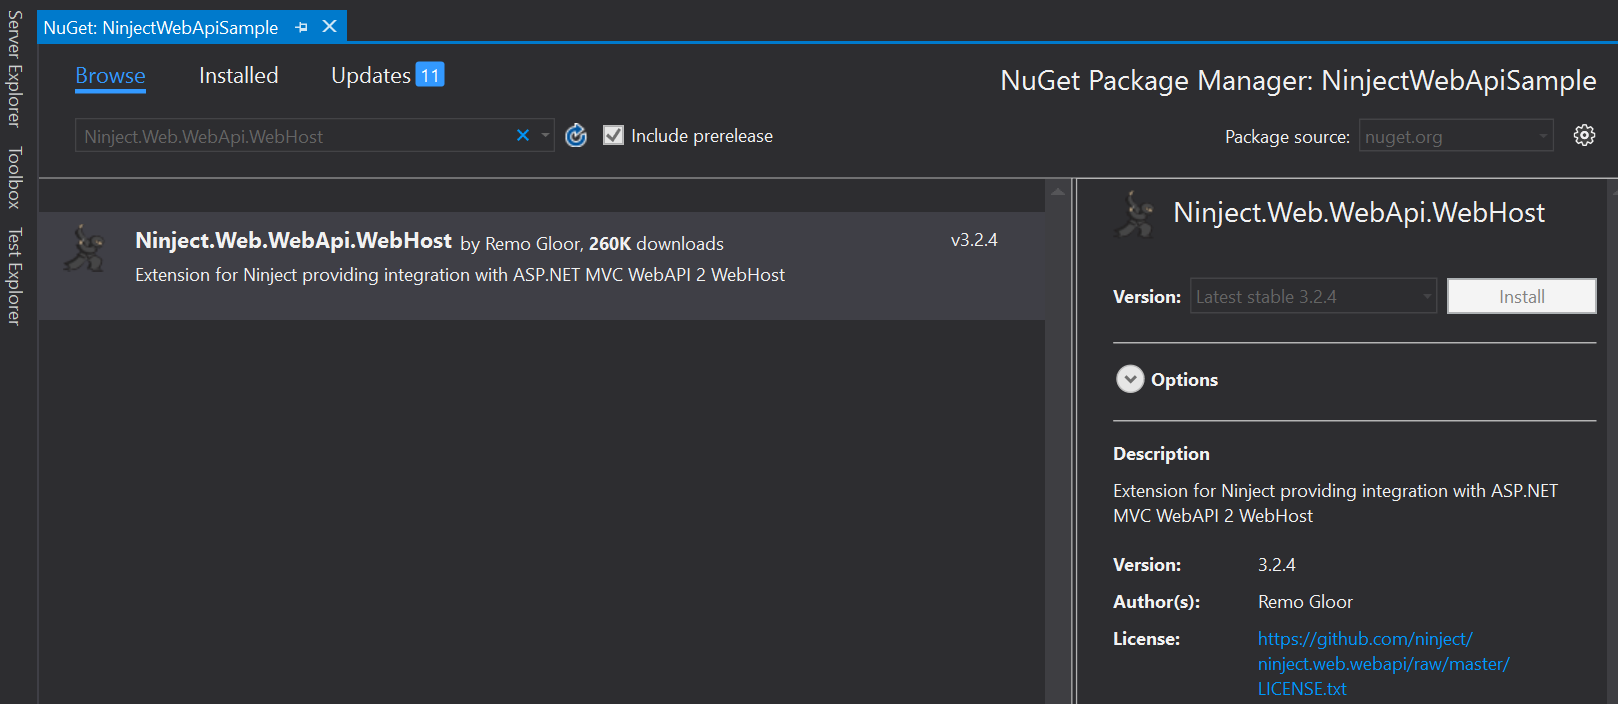 Server Explorer
Toolbox
Test Explorer
NuGet: NinjectWebApiSample
Browse
Installed
Updates 11
NuGet Package Manager: NinjectWebApiSample
Ninject.Web.WebApi.WebHost
Include prerelease
Package source: nuget.org
Ninject.Web.WebApi.WebHost by Remo Gloor, 260K downloads
v3.2.4
Extension for Ninject providing integration with ASP.NET MVC WebAPI 2 WebHost
Ninject.Web.WebApi.WebHost
Version: Latest stable 3.2.4
Install
Options
Description
Extension for Ninject providing integration with ASP.NET
MVC WebAPI 2 WebHost
Version: 3.2.4
Author(s): Remo Gloor
License: https://github.com/ninject/
ninject.web.webapi/raw/master/
LICENSE.txt